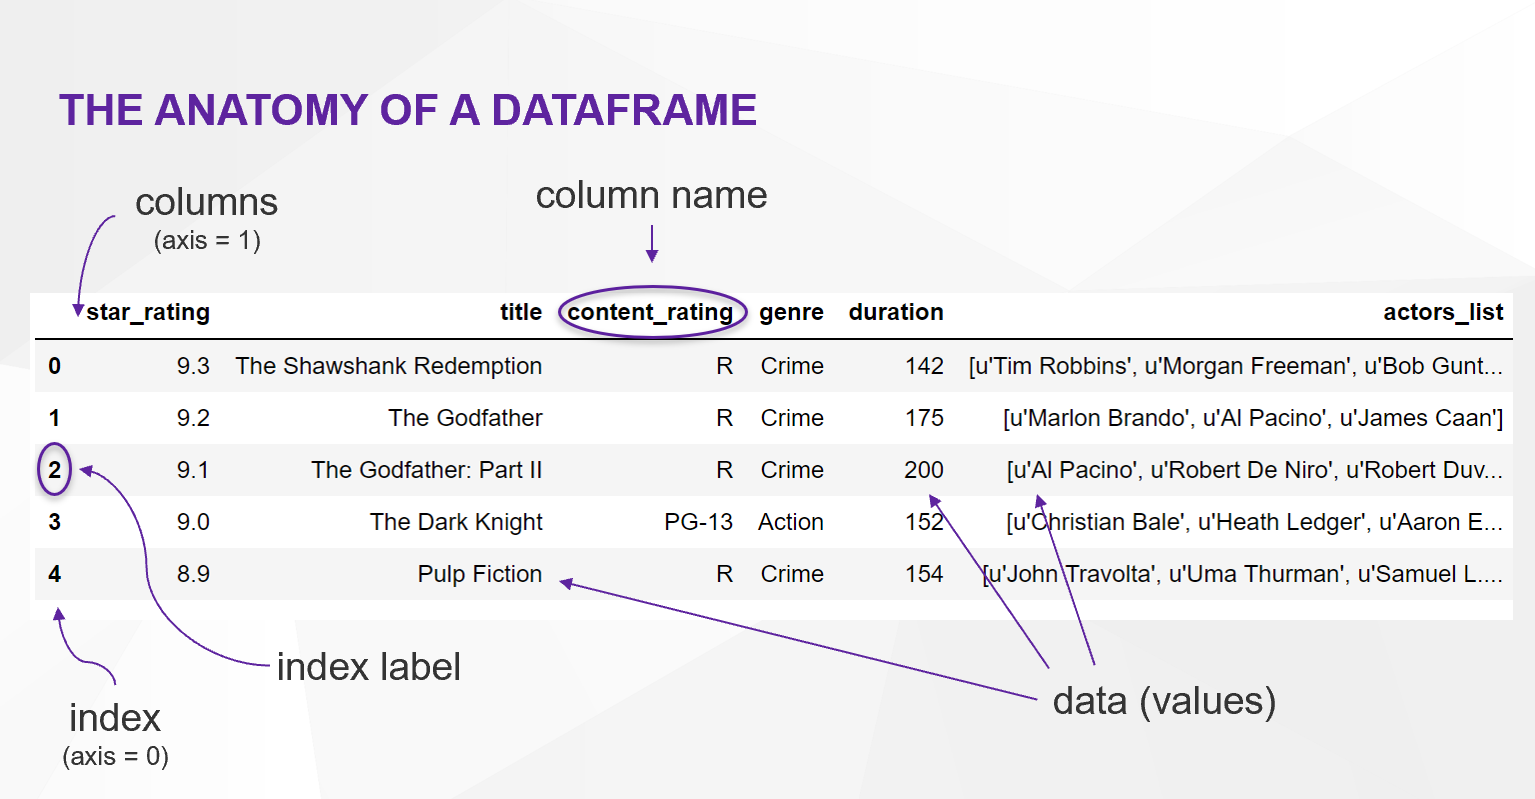 THE ANATOMY OF A DATAFRAME
columns
(axis = 1)
column name
star_rating title content_rating genre duration actors_list
0 9.3 The Shawshank Redemption R Crime 142 [u'Tim Robbins', u'Morgan Freeman', u'Bob Gunt...
1 9.2 The Godfather R Crime 175 [u'Marlon Brando', u'Al Pacino', u'James Caan']
2 9.1 The Godfather: Part II R Crime 200 [u'Al Pacino', u'Robert De Niro', u'Robert Duv...
3 9.0 The Dark Knight PG-13 Action 152 [u'Christian Bale', u'Heath Ledger', u'Aaron E...
4 8.9 Pulp Fiction R Crime 154 [u'John Travolta', u'Uma Thurman', u'Samuel L....
index label
index
(axis = 0)
data (values)